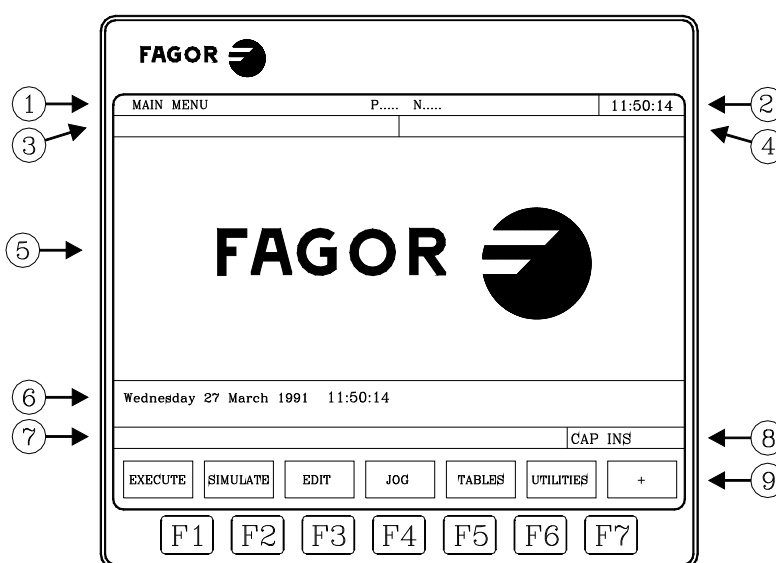 FAGOR
1 MAIN MENU P..... N..... 11:50:14 2
3 4
5 FAGOR
6 Wednesday 27 March 1991 11:50:14
7 CAP INS 8
EXECUTE SIMULATE EDIT JOG TABLES UTILITIES + 9
F1 F2 F3 F4 F5 F6 F7